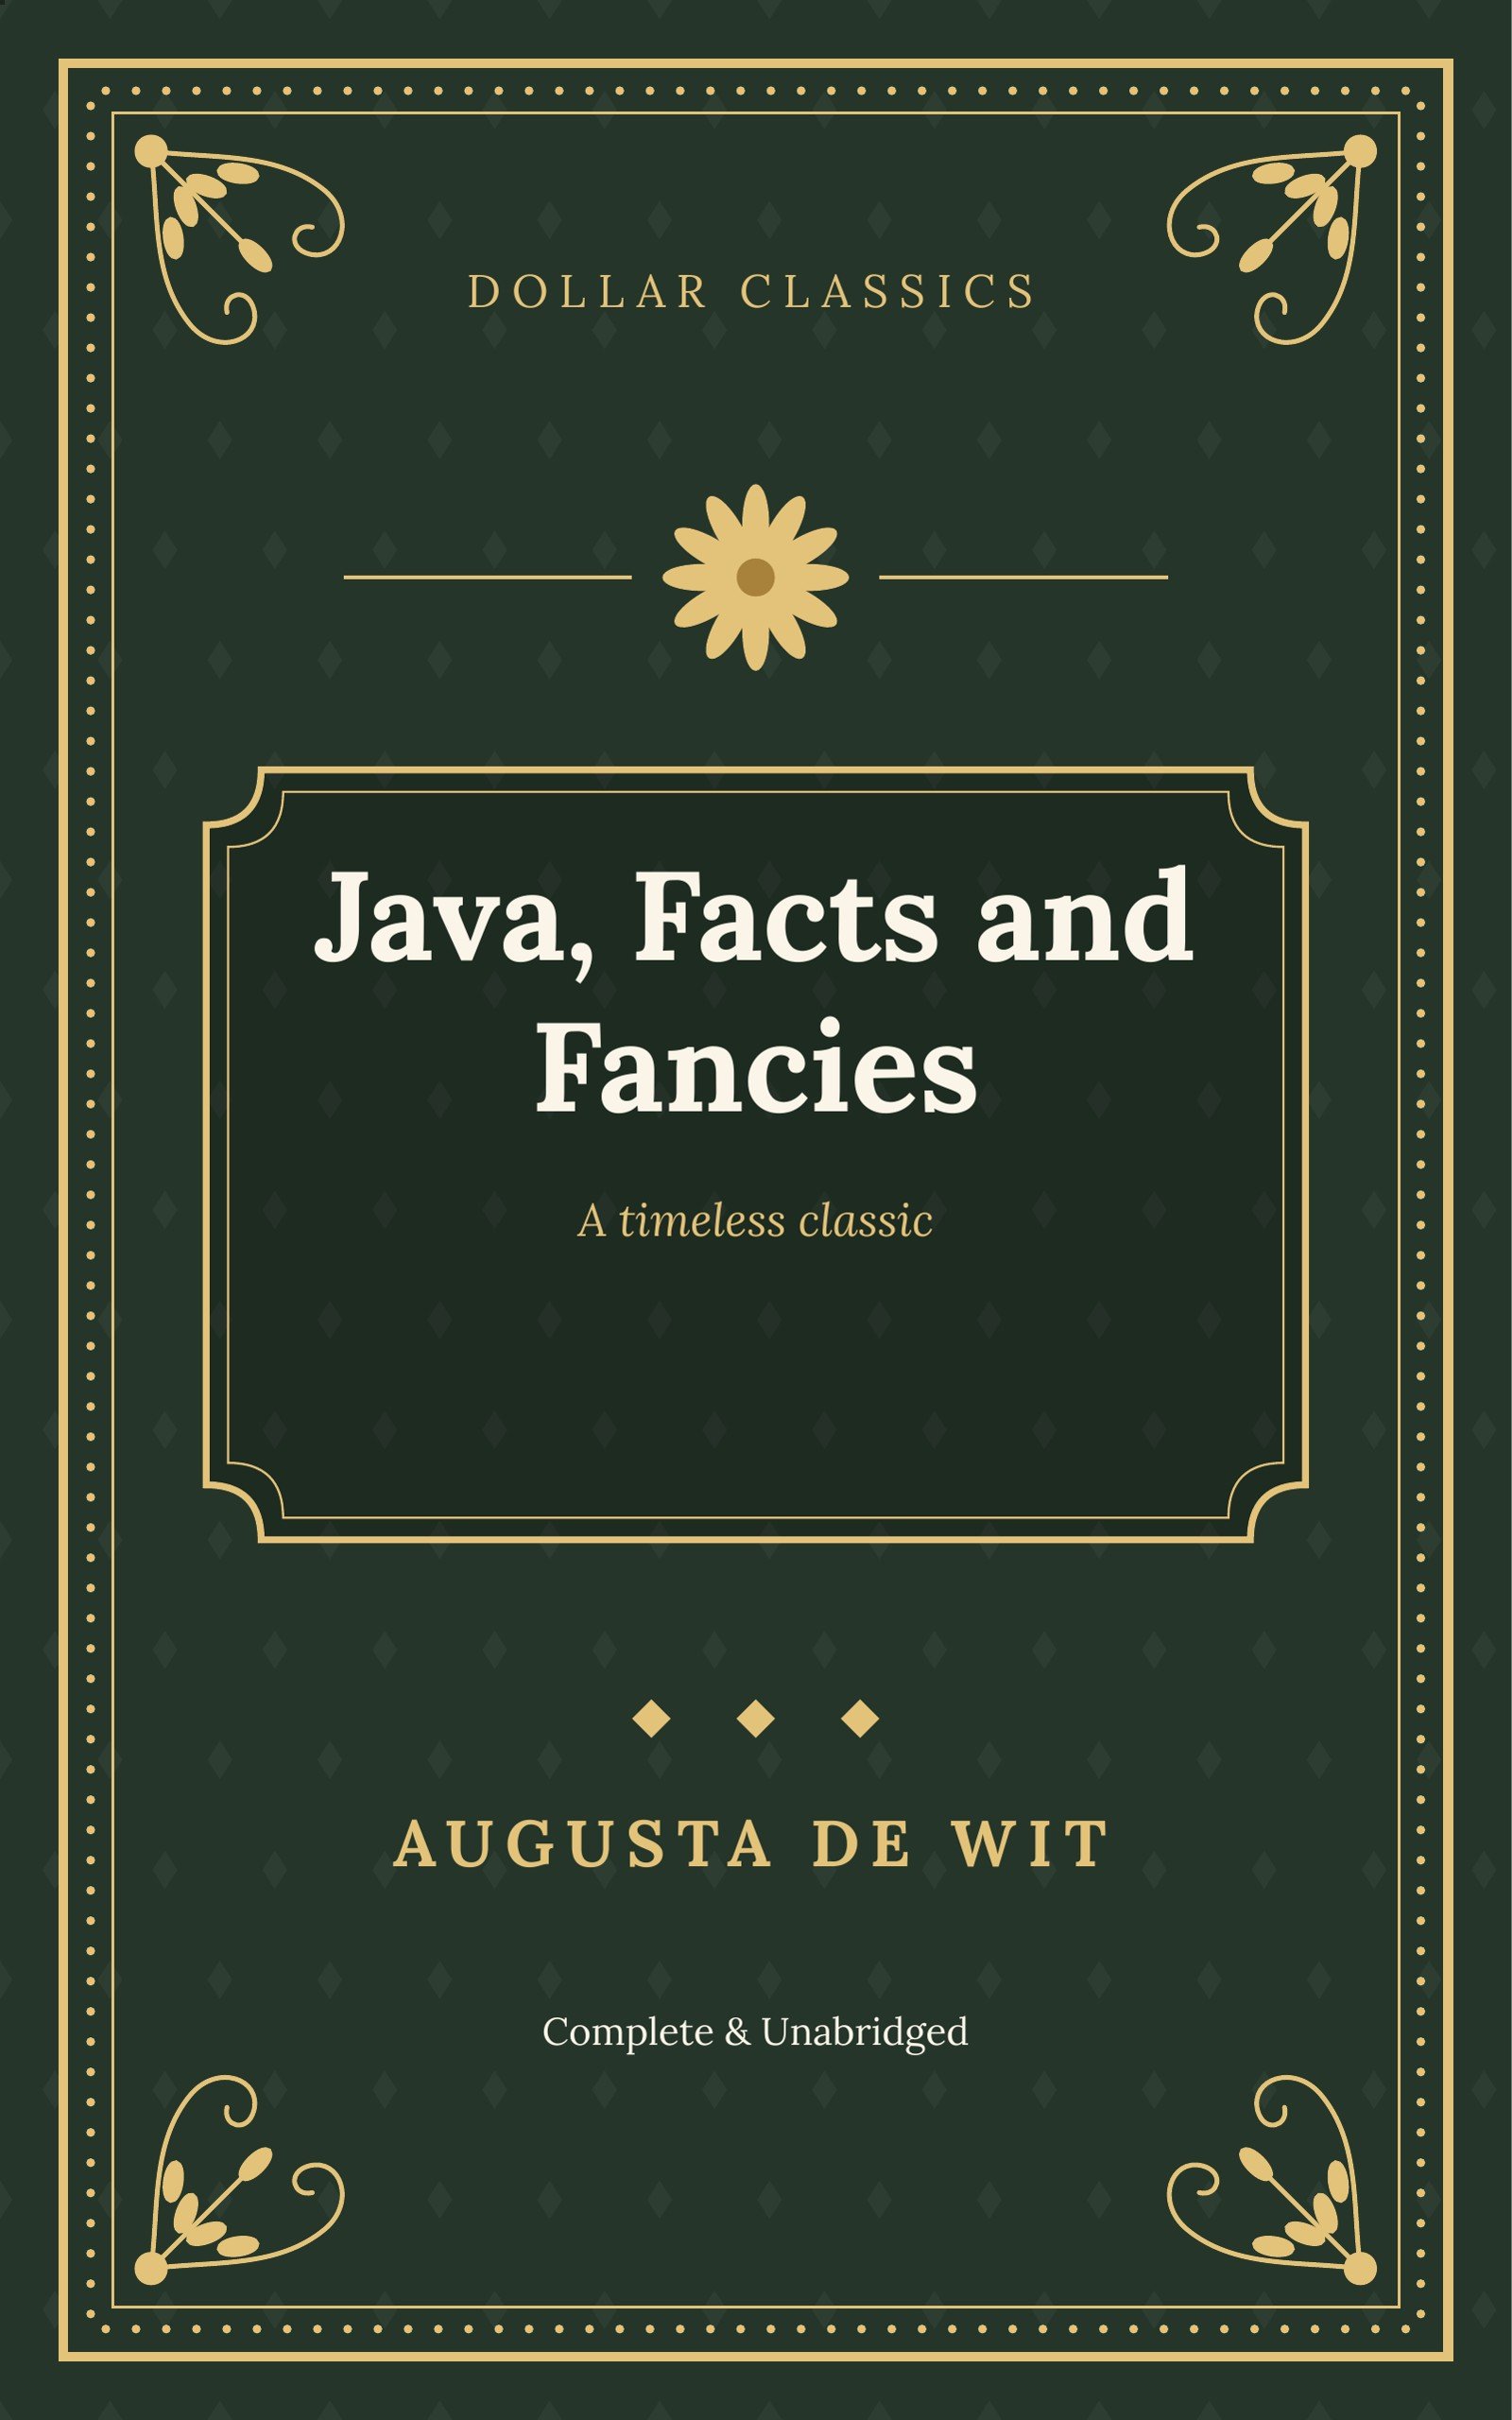 DOLLAR CLASSICS
Java, Facts and
Fancies
A timeless classic
AUGUSTA DE WIT
Complete & Unabridged